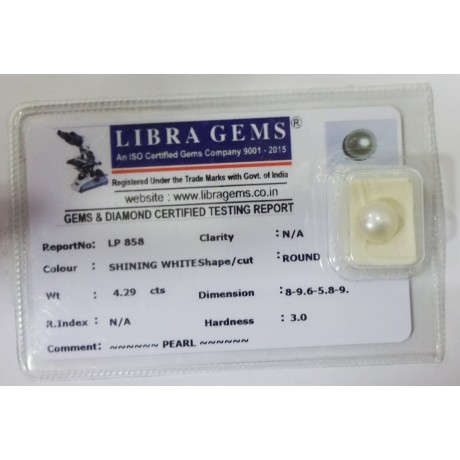 LIBRA GEMS®
An ISO Certified Gems Company 9001 - 2015
Registered Under the Trade Marks with Govt. of India
website : www.libragems.co.in
GEMS & DIAMOND CERTIFIED TESTING REPORT
ReportNo: LP 858 Clarity : N/A
Colour : SHINING WHITE Shape/cut : ROUND
Wt : 4.29 cts Dimension : 8-9.6-5.8-9.
R.Index : N/A Hardness : 3.0
Comment: ~~~~~~ PEARL ~~~~~~